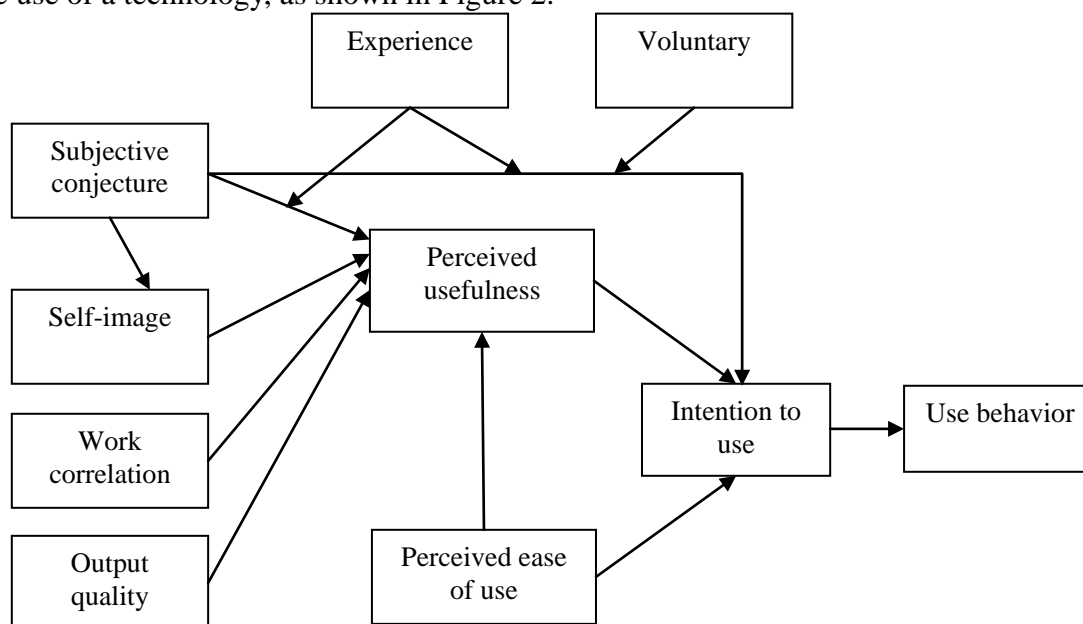 use of a technology, as shown in Figure 2.
Experience
Voluntary
Subjective
conjecture
Perceived
usefulness
Self-image
Intention to
use
Use behavior
Work
correlation
Perceived ease
of use
Output
quality